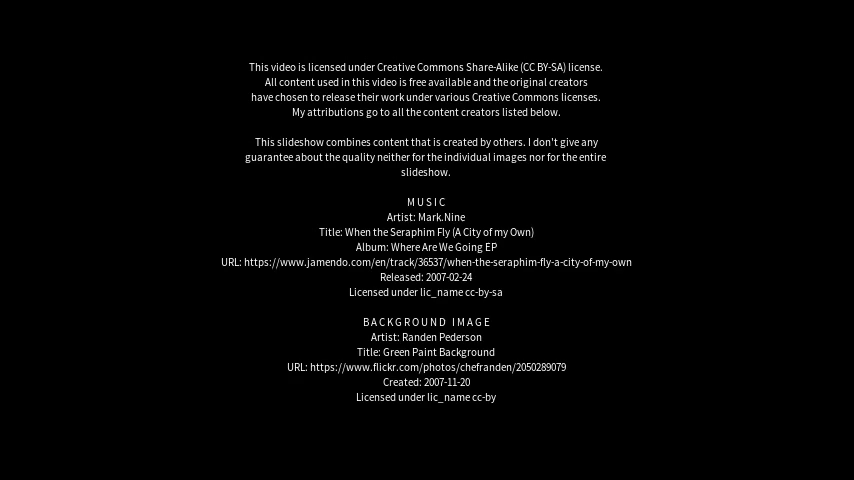 This video is licensed under Creative Commons Share-Alike (CC BY-SA) license.
All content used in this video is free available and the original creators
have chosen to release their work under various Creative Commons licenses.
My attributions go to all the content creators listed below.
This slideshow combines content that is created by others. I don't give any
guarantee about the quality neither for the individual images nor for the entire
slideshow.
M U S I C
Artist: Mark.Nine
Title: When the Seraphim Fly (A City of my Own)
Album: Where Are We Going EP
URL: https://www.jamendo.com/en/track/36537/when-the-seraphim-fly-a-city-of-my-own
Released: 2007-02-24
Licensed under lic_name cc-by-sa
B A C K G R O U N D   I M A G E
Artist: Randen Pederson
Title: Green Paint Background
URL: https://www.flickr.com/photos/chefranden/2050289079
Created: 2007-11-20
Licensed under lic_name cc-by